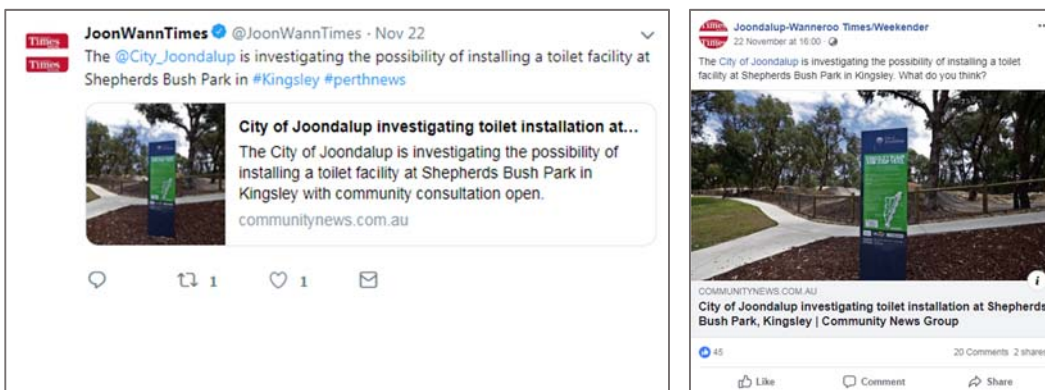 Times
Times
JoonWannTimes @JoonWannTimes · Nov 22
The @City_Joondalup is investigating the possibility of installing a toilet facility at
Shepherds Bush Park in #Kingsley #perthnews
City of Joondalup investigating toilet installation at...
The City of Joondalup is investigating the possibility of
installing a toilet facility at Shepherds Bush Park in
Kingsley with community consultation open.
communitynews.com.au
1
1
Times
Times
Joondalup-Wanneroo Times/Weekender
22 November at 16:00 ·
The City of Joondalup is investigating the possibility of installing a toilet
facility at Shepherds Bush Park in Kingsley. What do you think?
COMMUNITYNEWS.COM.AU
City of Joondalup investigating toilet installation at Shepherds
Bush Park, Kingsley | Community News Group
45
20 Comments 2 shares
Like Comment Share